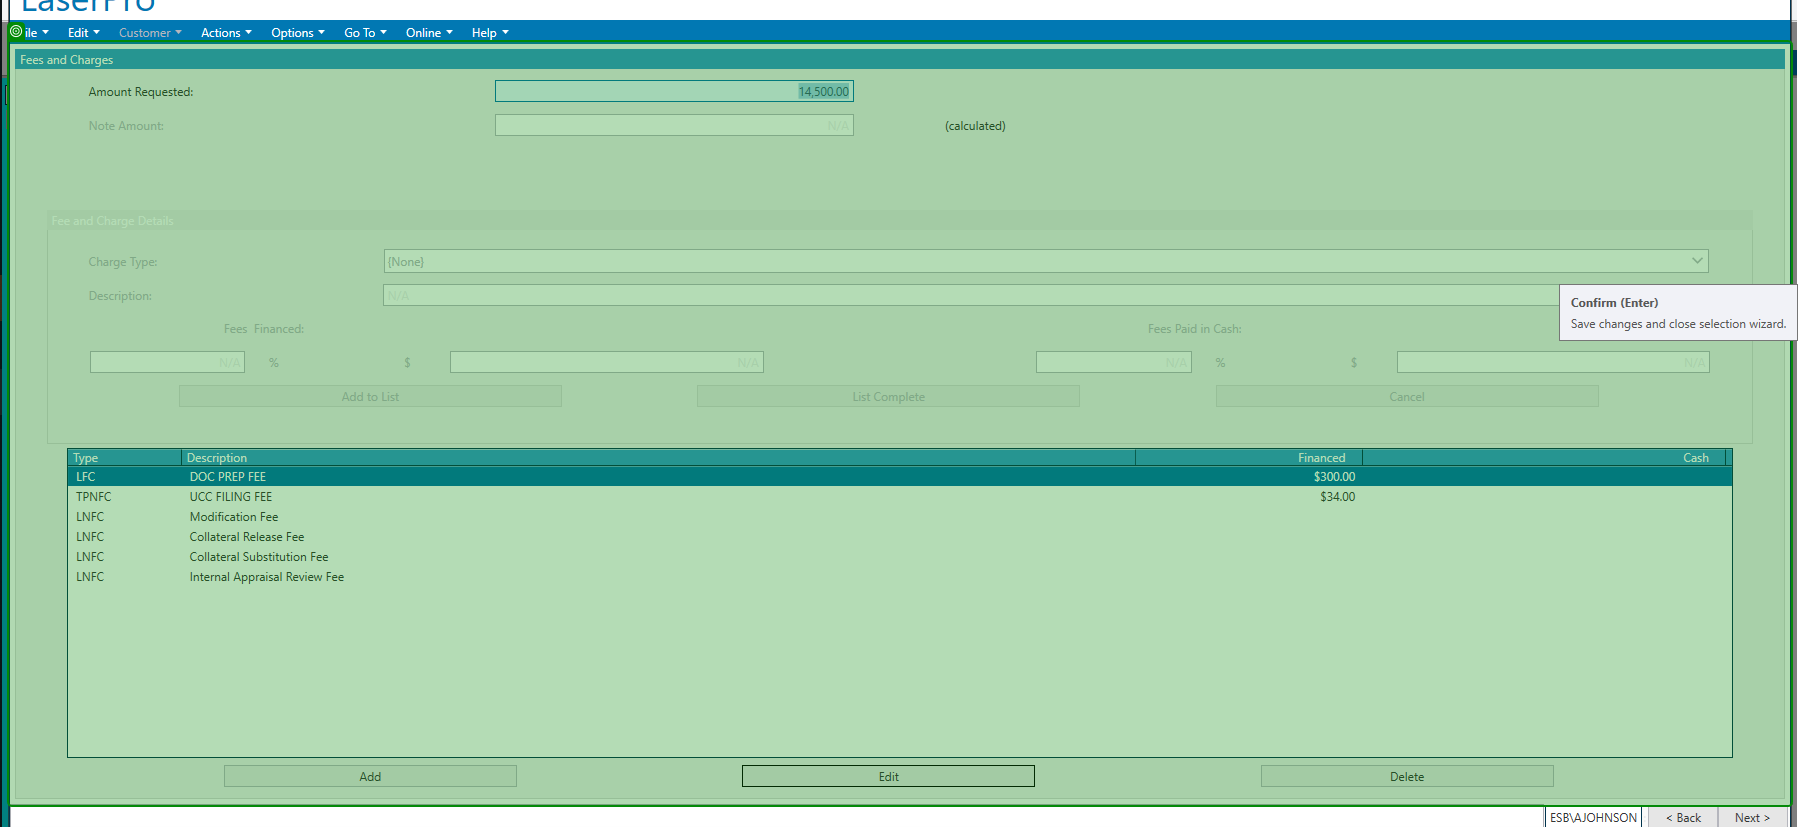 LaserPro
ile Edit Customer Actions Options Go To Online Help
Fees and Charges
Amount Requested: 14,500.00
Note Amount: N/A (calculated)
Fee and Charge Details
Charge Type: {None}
Description: N/A
Confirm (Enter)
Save changes and close selection wizard.
Fees Financed: Fees Paid in Cash:
N/A % $ N/A N/A % $ N/A
Add to List List Complete Cancel
Type Description Financed Cash
LFC DOC PREP FEE $300.00
TPNFC UCC FILING FEE $34.00
LNFC Modification Fee
LNFC Collateral Release Fee
LNFC Collateral Substitution Fee
LNFC Internal Appraisal Review Fee
Add Edit Delete
ESB\AJOHNSON < Back Next >